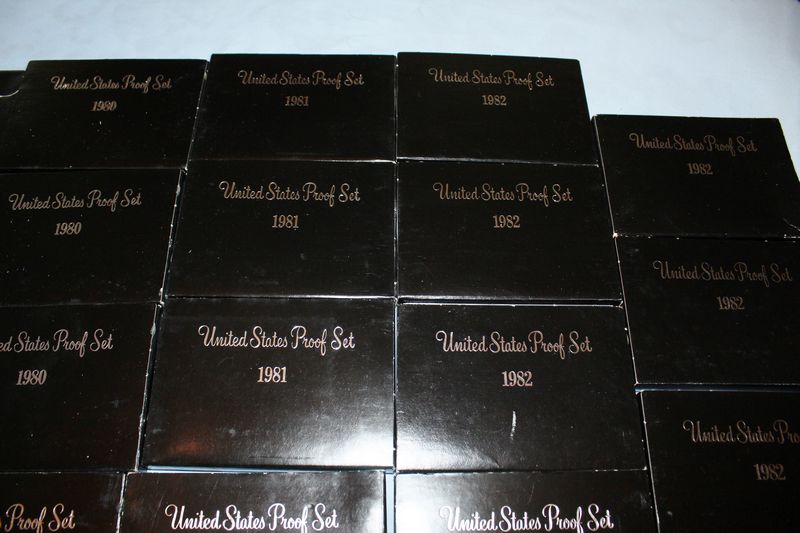 United States Proof Set
1980
United States Proof Set
1981
United States Proof Set
1982
United States Proof Set
1982
United States Proof Set
1980
United States Proof Set
1981
United States Proof Set
1982
United States Proof Set
1982
ed States Proof Set
1980
United States Proof Set
1981
United States Proof Set
1982
United States Proo
1982
s Proof Set
United States Proof Set
United States Proof Set